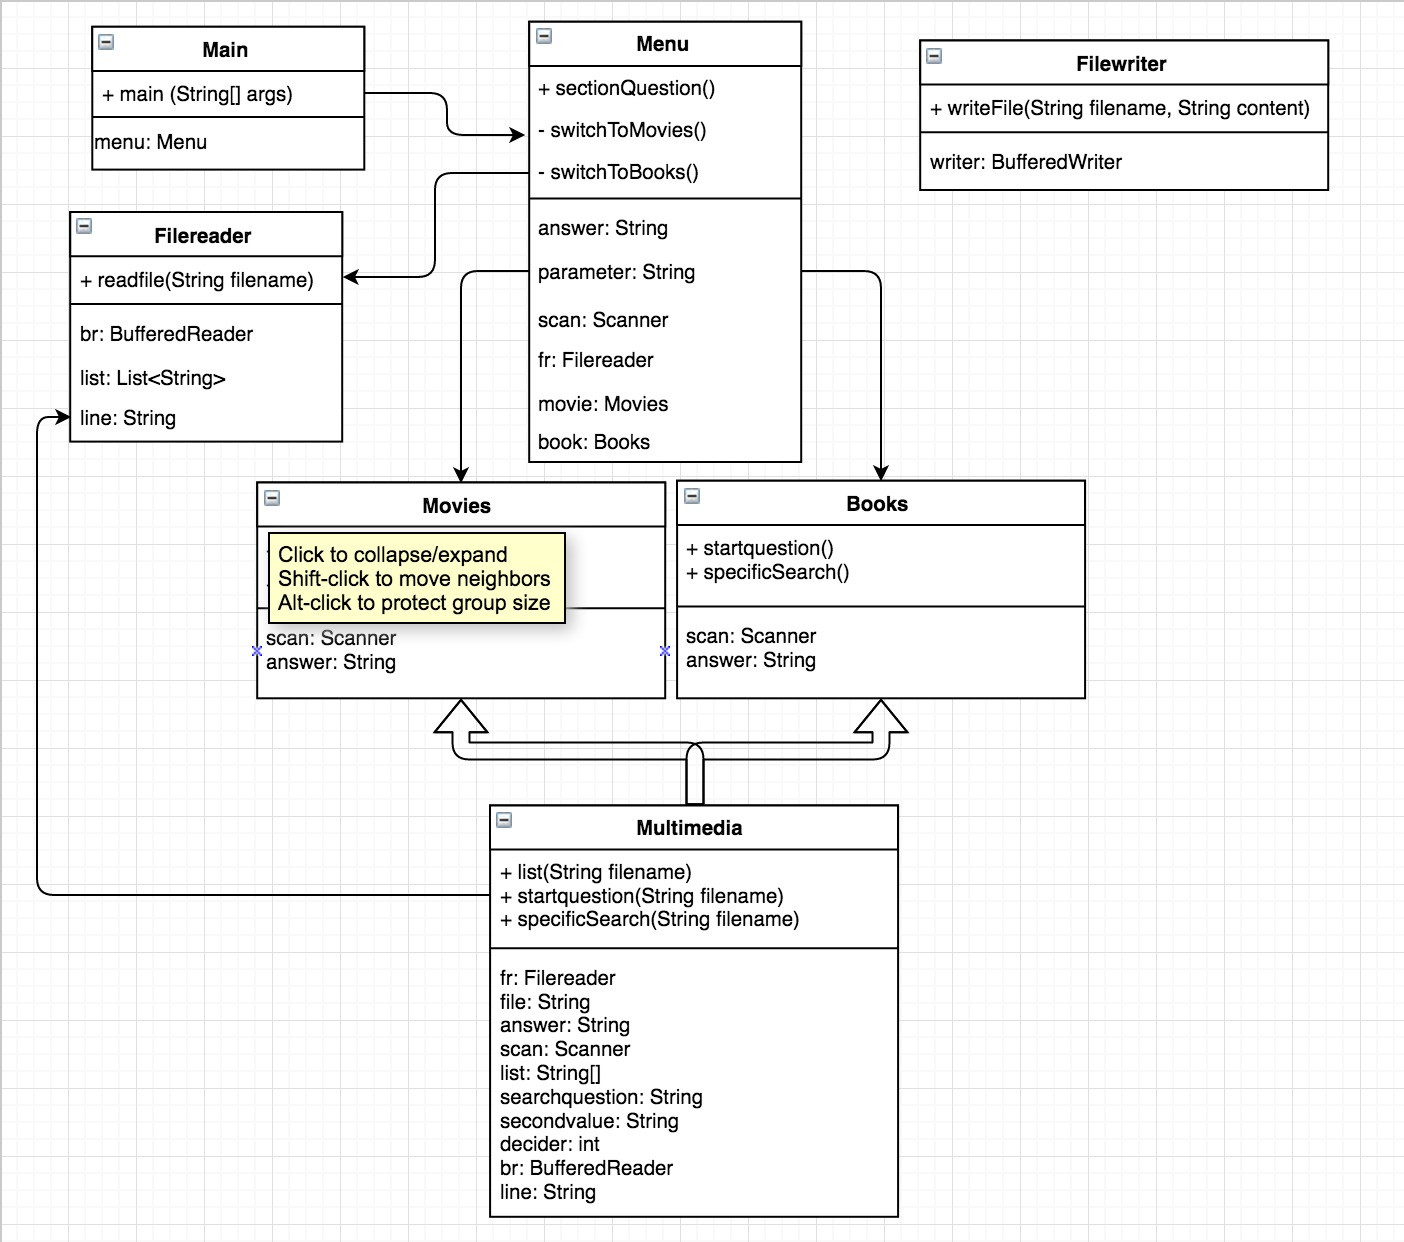 Main
+ main (String[] args)
menu: Menu
Menu
+ sectionQuestion()
- switchToMovies()
- switchToBooks()
answer: String
parameter: String
scan: Scanner
fr: Filereader
movie: Movies
book: Books
Filewriter
+ writeFile(String filename, String content)
writer: BufferedWriter
Filereader
+ readfile(String filename)
br: BufferedReader
list: List<String>
line: String
Movies
Click to collapse/expand
Shift-click to move neighbors
Alt-click to protect group size
scan: Scanner
answer: String
Books
+ startquestion()
+ specificSearch()
scan: Scanner
answer: String
Multimedia
+ list(String filename)
+ startquestion(String filename)
+ specificSearch(String filename)
fr: Filereader
file: String
answer: String
scan: Scanner
list: String[]
searchquestion: String
secondvalue: String
decider: int
br: BufferedReader
line: String